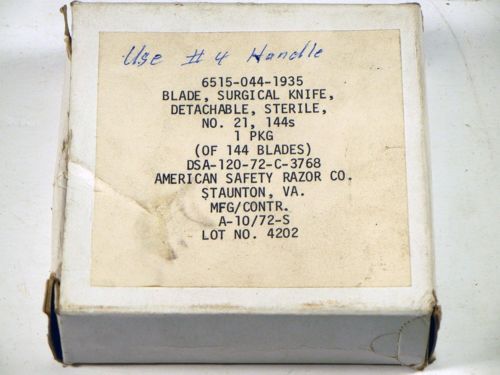 Use #4 Handle
6515-044-1935
BLADE, SURGICAL KNIFE,
DETACHABLE, STERILE,
NO. 21, 144s
1 PKG
(OF 144 BLADES)
DSA-120-72-C-3768
AMERICAN SAFETY RAZOR CO.
STAUNTON, VA.
MFG/CONTR.
A-10/72-S
LOT NO. 4202